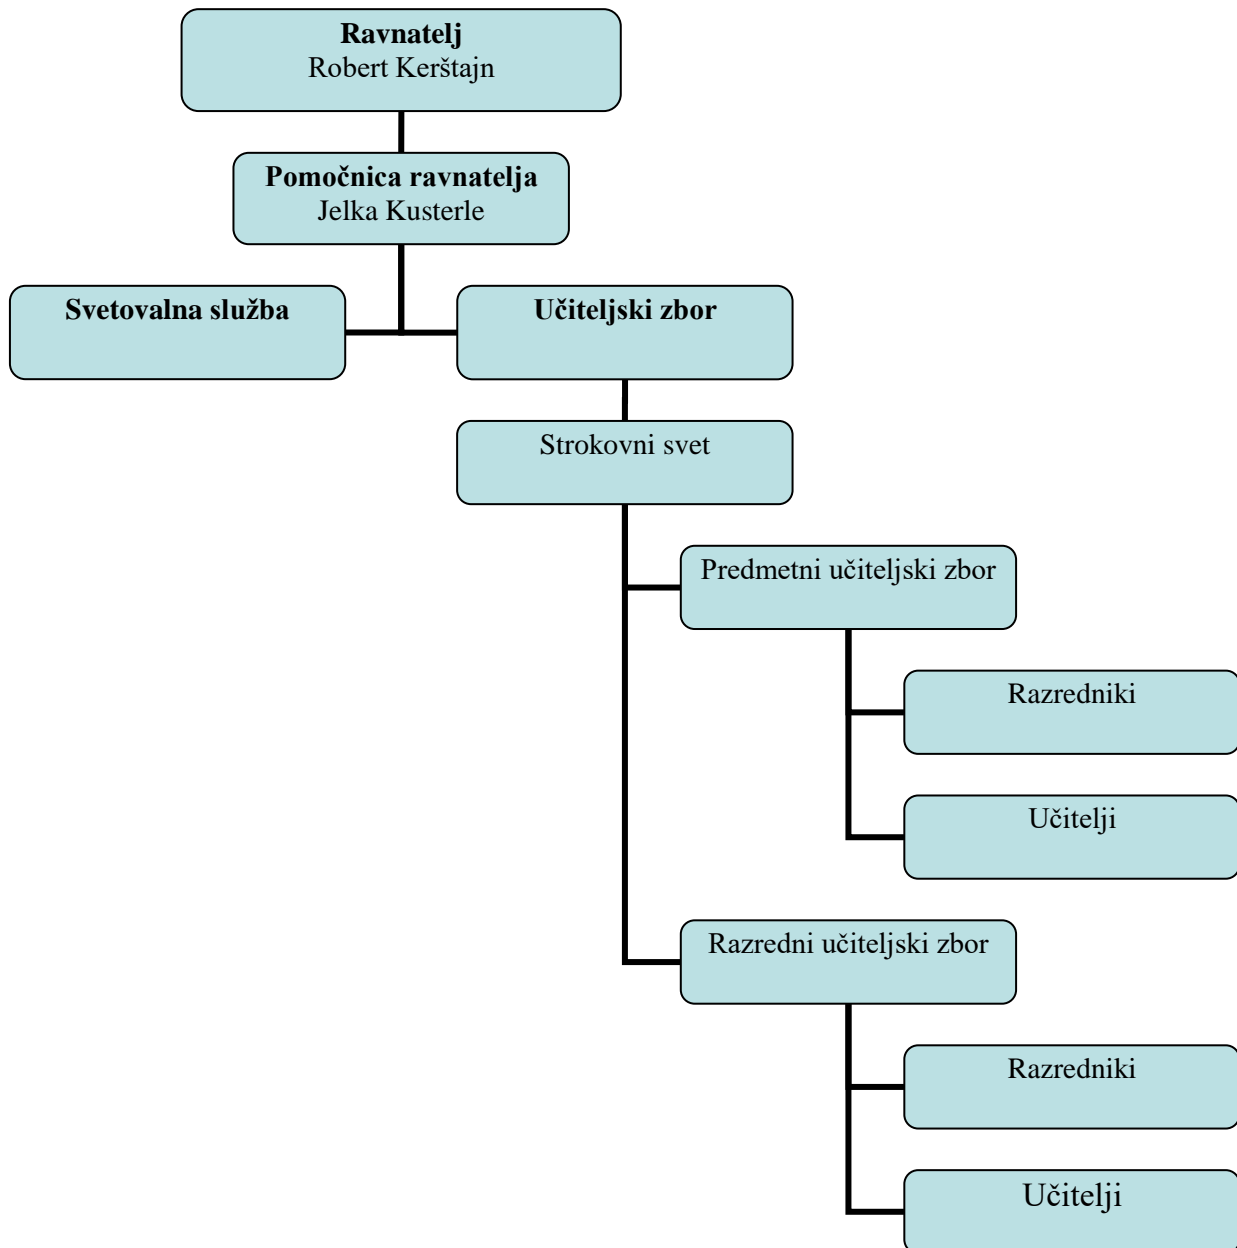 Ravnatelj
Robert Kerštajn
Pomočnica ravnatelja
Jelka Kusterle
Svetovalna služba
Učiteljski zbor
Strokovni svet
Predmetni učiteljski zbor
Razredniki
Učitelji
Razredni učiteljski zbor
Razredniki
Učitelji